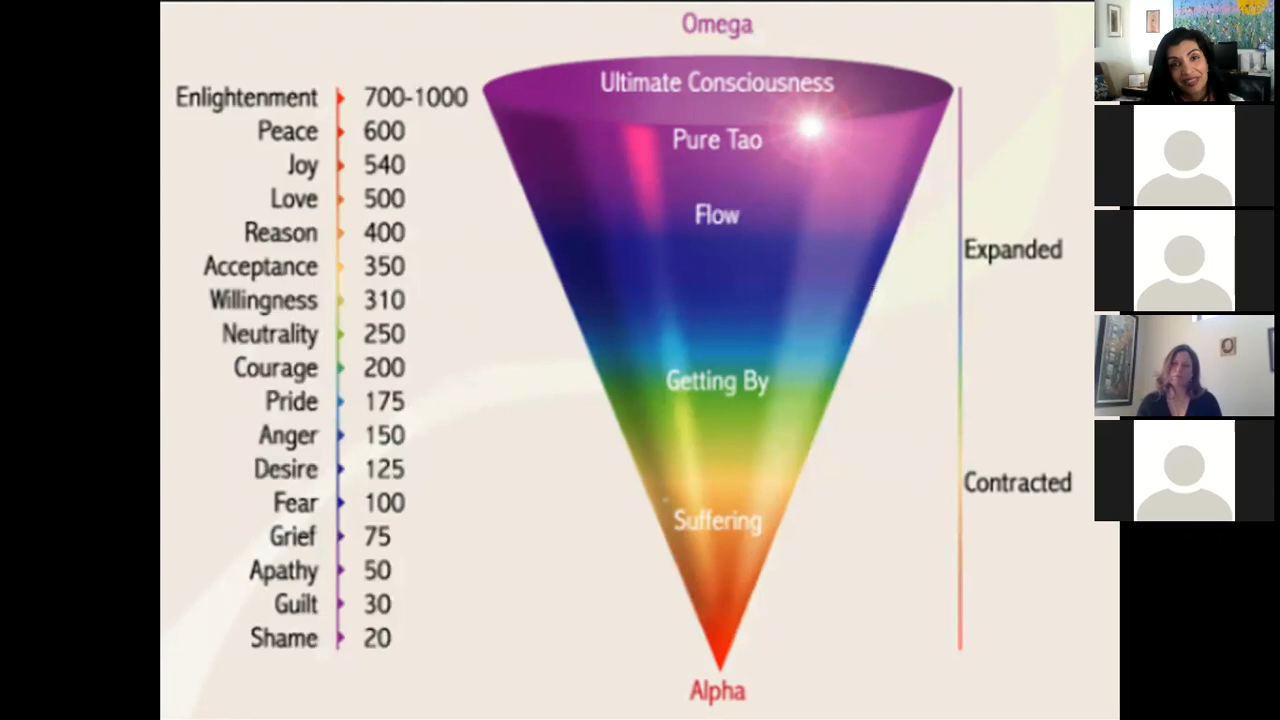 Omega
Ultimate Consciousness
Enlightenment 700-1000
Peace 600
Pure Tao
Joy 540
Love 500
Flow
Reason 400
Expanded
Acceptance 350
Willingness 310
Neutrality 250
Courage 200
Getting By
Pride 175
Anger 150
Desire 125
Contracted
Fear 100
Suffering
Grief 75
Apathy 50
Guilt 30
Shame 20
Alpha